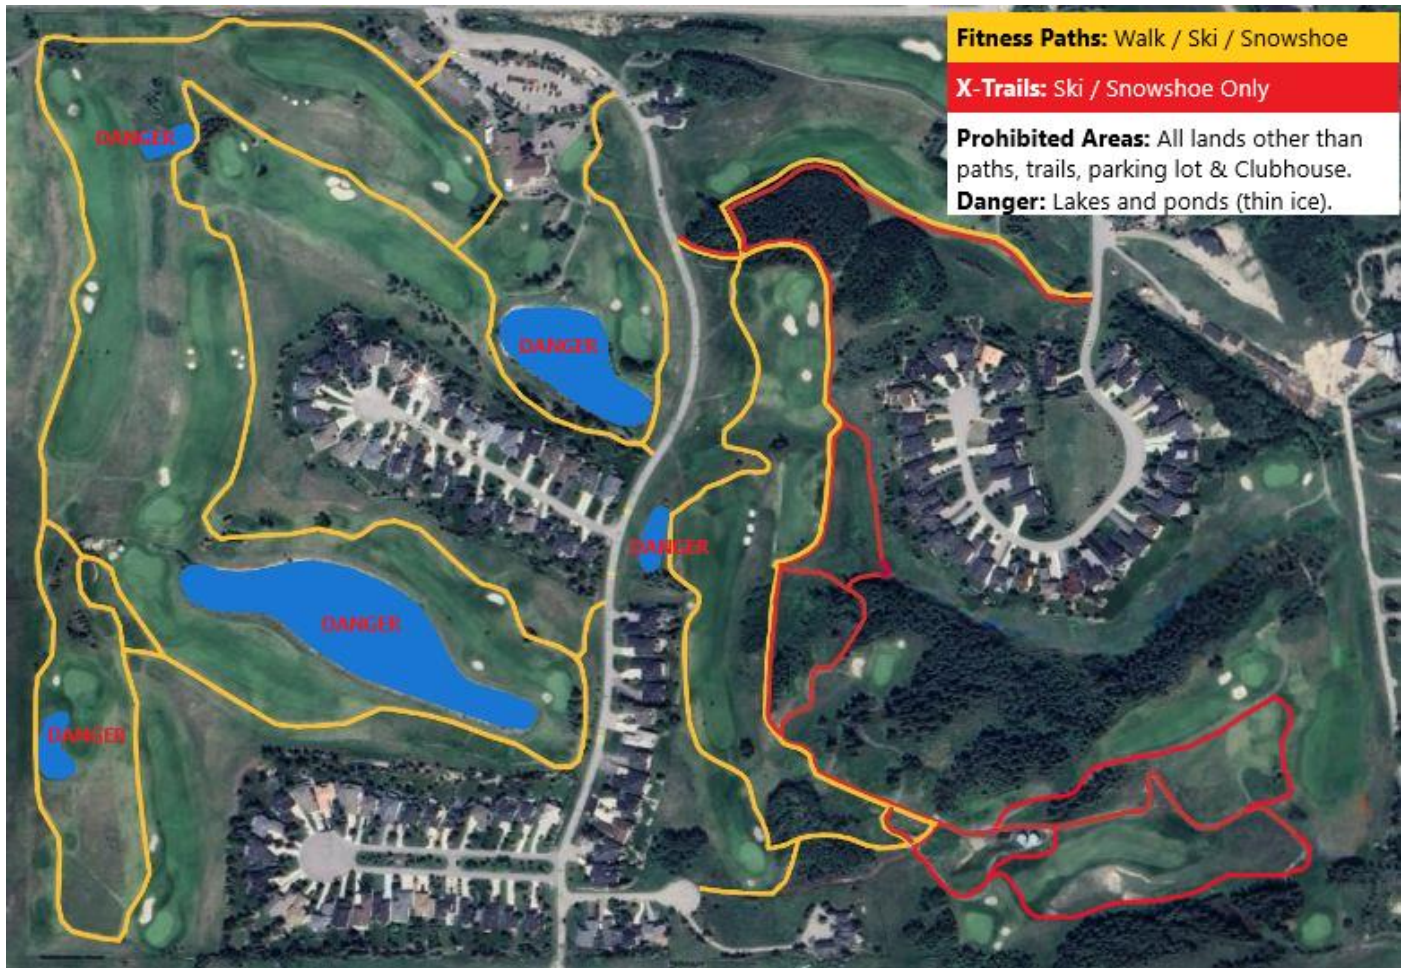 Fitness Paths: Walk / Ski / Snowshoe
X-Trails: Ski / Snowshoe Only
Prohibited Areas: All lands other than
paths, trails, parking lot & Clubhouse.
Danger: Lakes and ponds (thin ice).
DANGER
DANGER
DANGER
DANGER
DANGER